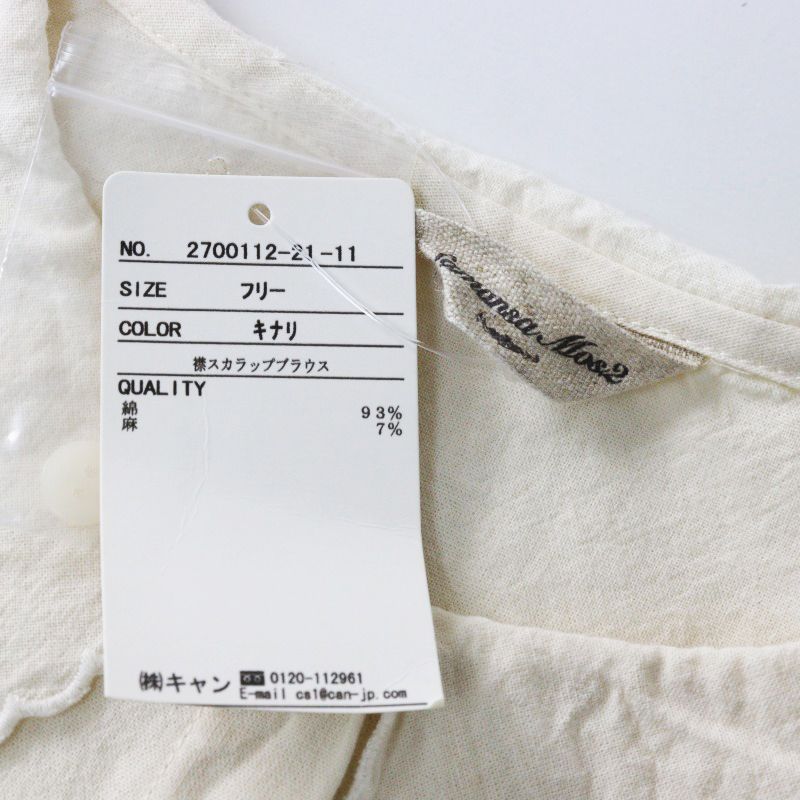 NO. 2700112-21-11
SIZE フリー
COLOR キナリ
襟スカラップブラウス
QUALITY
綿 93%
麻 7%
㈱キャン 0120-112961
E-mail cs1@can-jp.com
Samansa Mos2